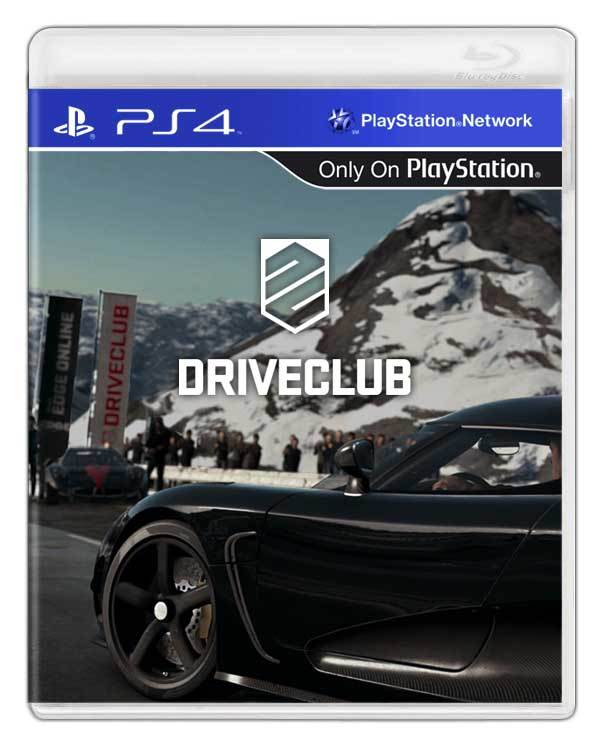 Blu-ray Disc
PS4
PlayStation®Network
Only On PlayStation®
DRIVECLUB
EDGE ONLINE
DRIVECLUB